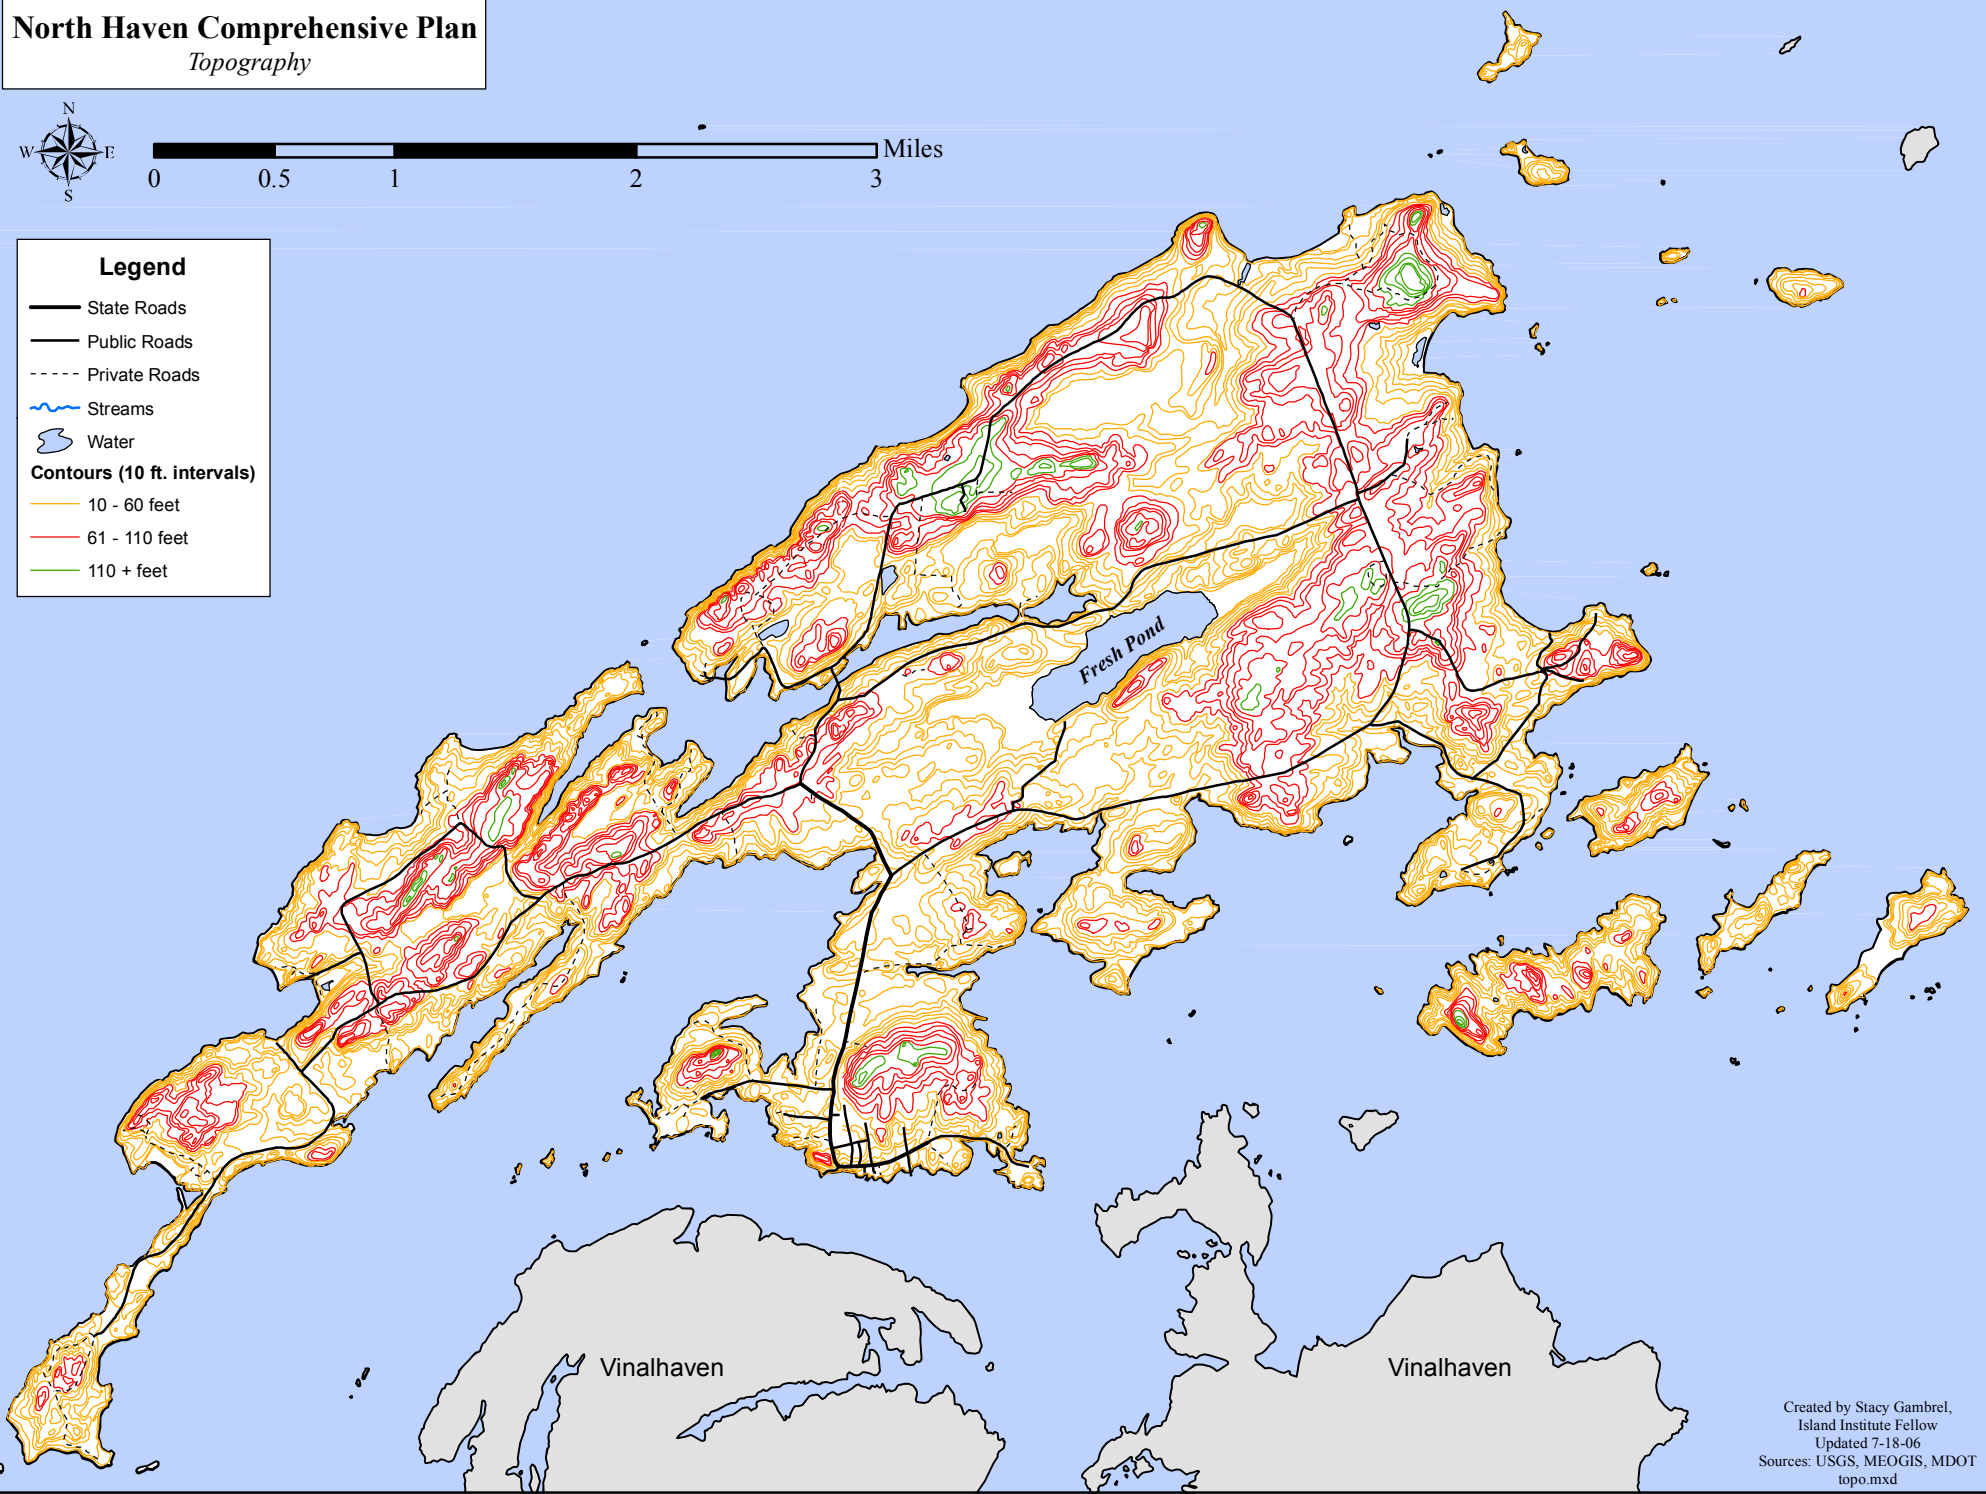 North Haven Comprehensive Plan
Topography
N
W E
S
Miles
0 0.5 1 2 3
Legend
State Roads
Public Roads
Private Roads
Streams
Water
Contours (10 ft. intervals)
10 - 60 feet
61 - 110 feet
110 + feet
Fresh Pond
Vinalhaven
Vinalhaven
Created by Stacy Gambrel,
Island Institute Fellow
Updated 7-18-06
Sources: USGS, MEOGIS, MDOT
topo.mxd